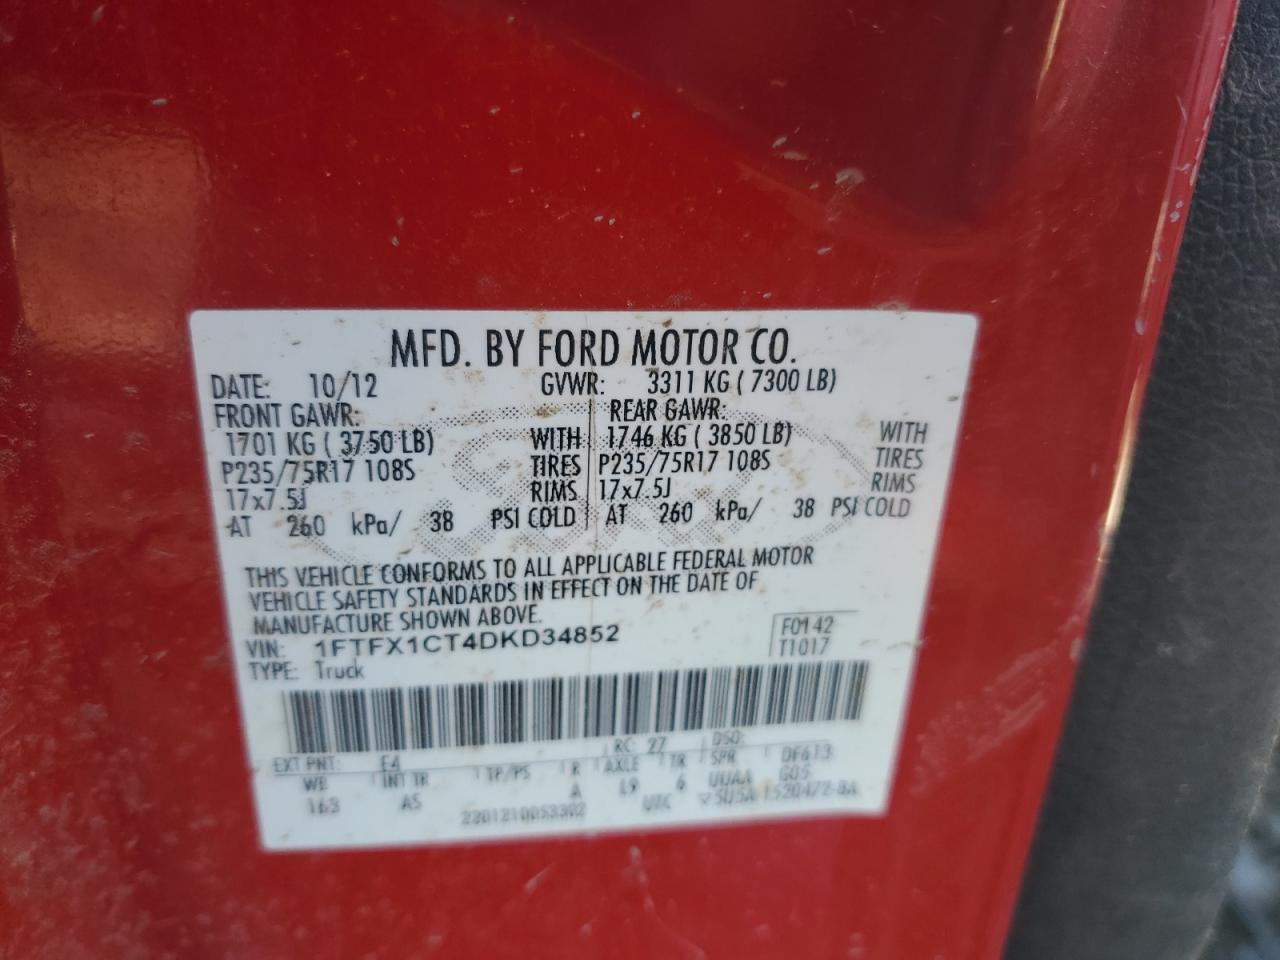 MFD. BY FORD MOTOR CO.
DATE: 10/12 GVWR: 3311 KG ( 7300 LB)
FRONT GAWR: REAR GAWR:
1701 KG ( 3750 LB) WITH 1746 KG ( 3850 LB) WITH
P235/75R17 108S TIRES P235/75R17 108S TIRES
17x7.5J RIMS 17x7.5J RIMS
AT 260 kPa/ 38 PSI COLD AT 260 kPa/ 38 PSI COLD
THIS VEHICLE CONFORMS TO ALL APPLICABLE FEDERAL MOTOR
VEHICLE SAFETY STANDARDS IN EFFECT ON THE DATE OF
MANUFACTURE SHOWN ABOVE.
VIN: 1FTFX1CT4DKD34852 F0142
TYPE: Truck T1017
EXT PNT: E4 RC: 27 DSO:
WB INT TR TP/PS R AXLE TR SPR DF613
163 A5 A L9 6 UUAA G05
2201210053302 UTC